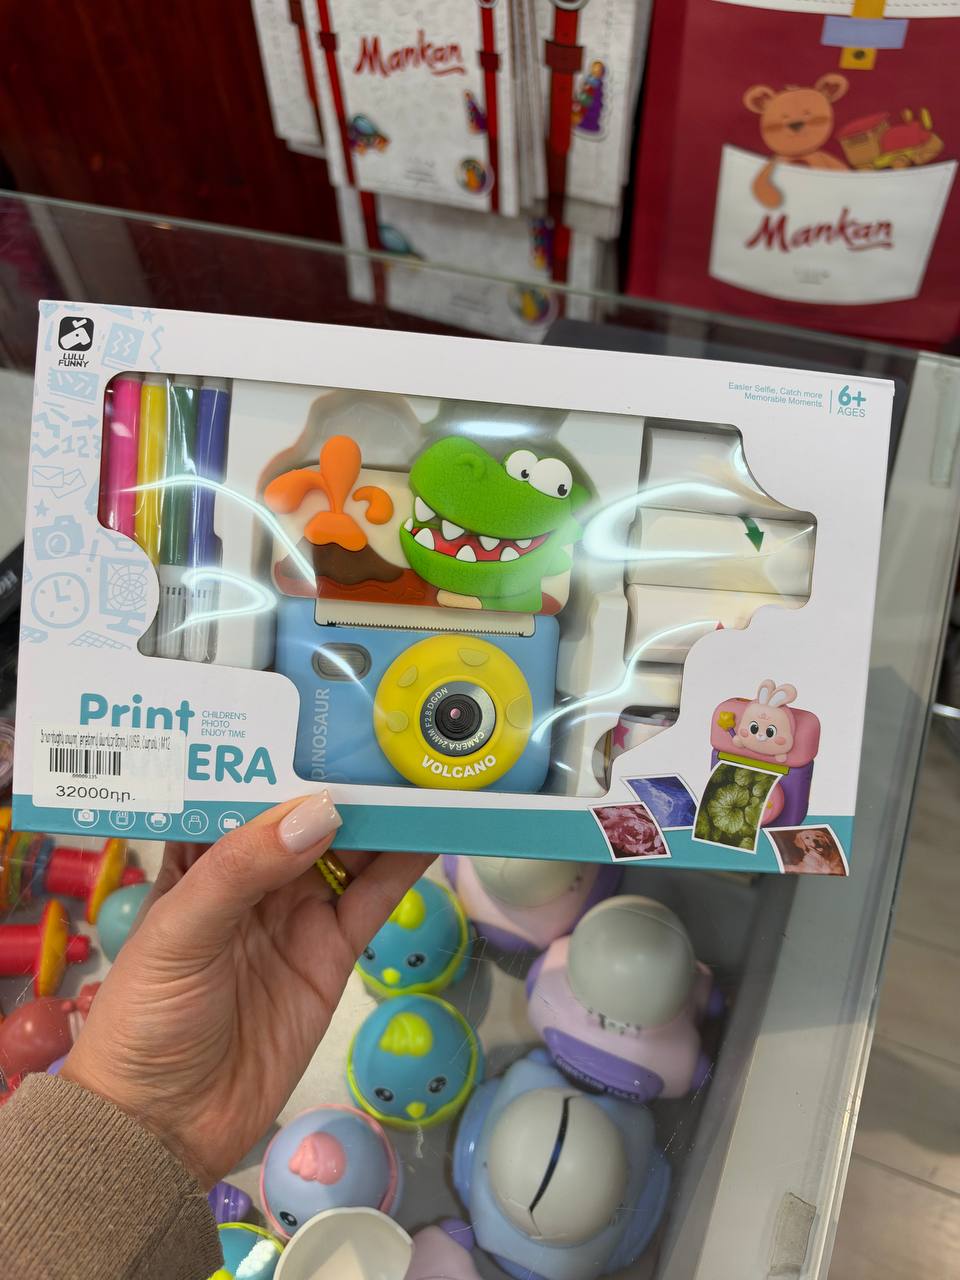 Mankan
Mankan
LULU
FUNNY
Easier Selfie, Catch more
Memorable Moments.
6+
AGES
Print
CHILDREN'S
PHOTO
ENJOY TIME
ERA
32000դր.
DINOSAUR
CAMERA 24MM F2.8 DGDN
VOLCANO